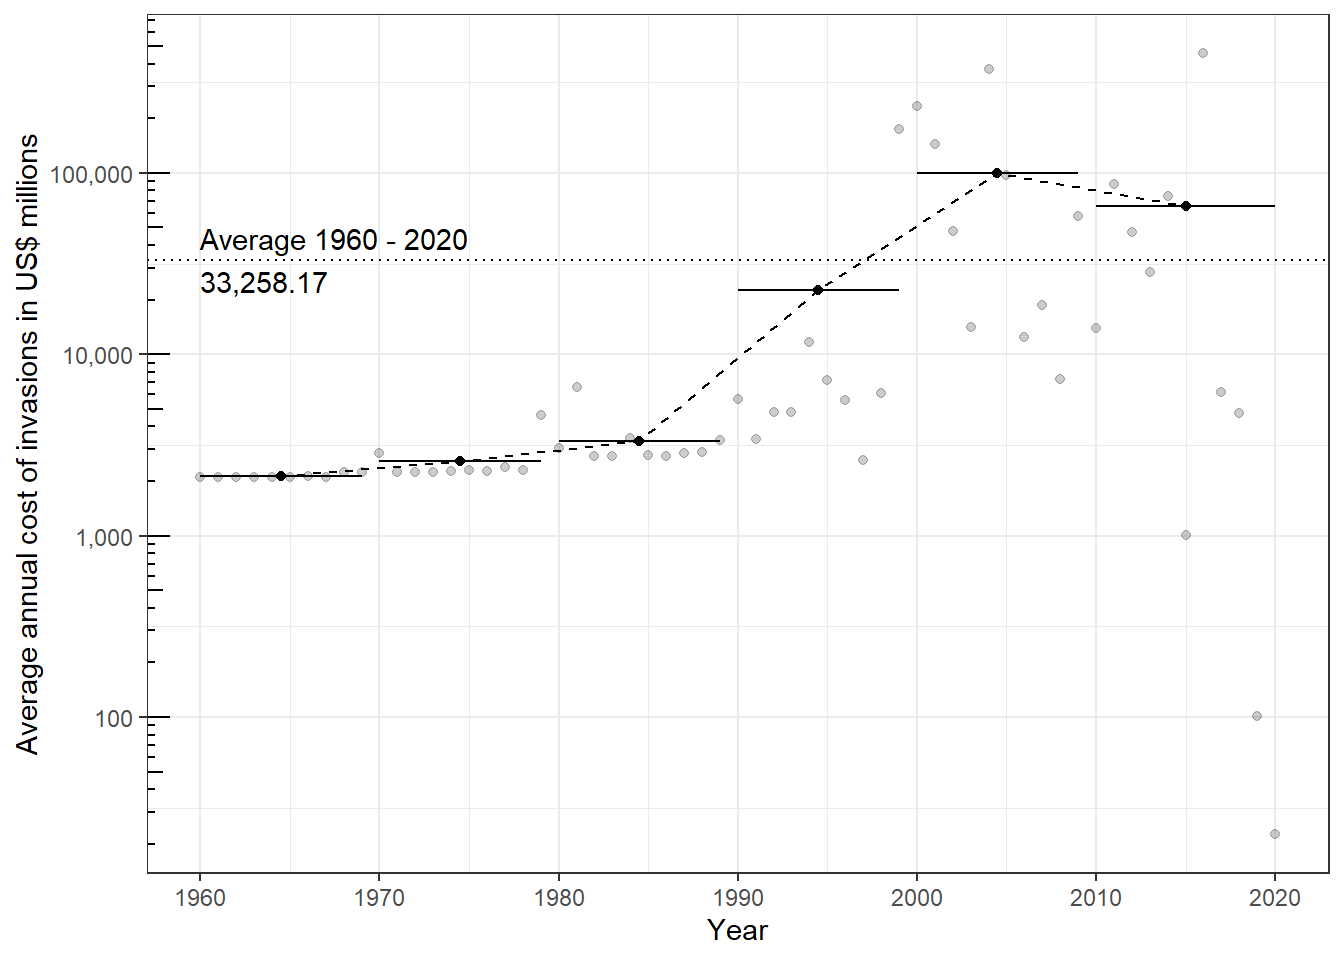 Average annual cost of invasions in US$ millions
100,000
10,000
1,000
100
Average 1960 - 2020
33,258.17
1960 1970 1980 1990 2000 2010 2020
Year